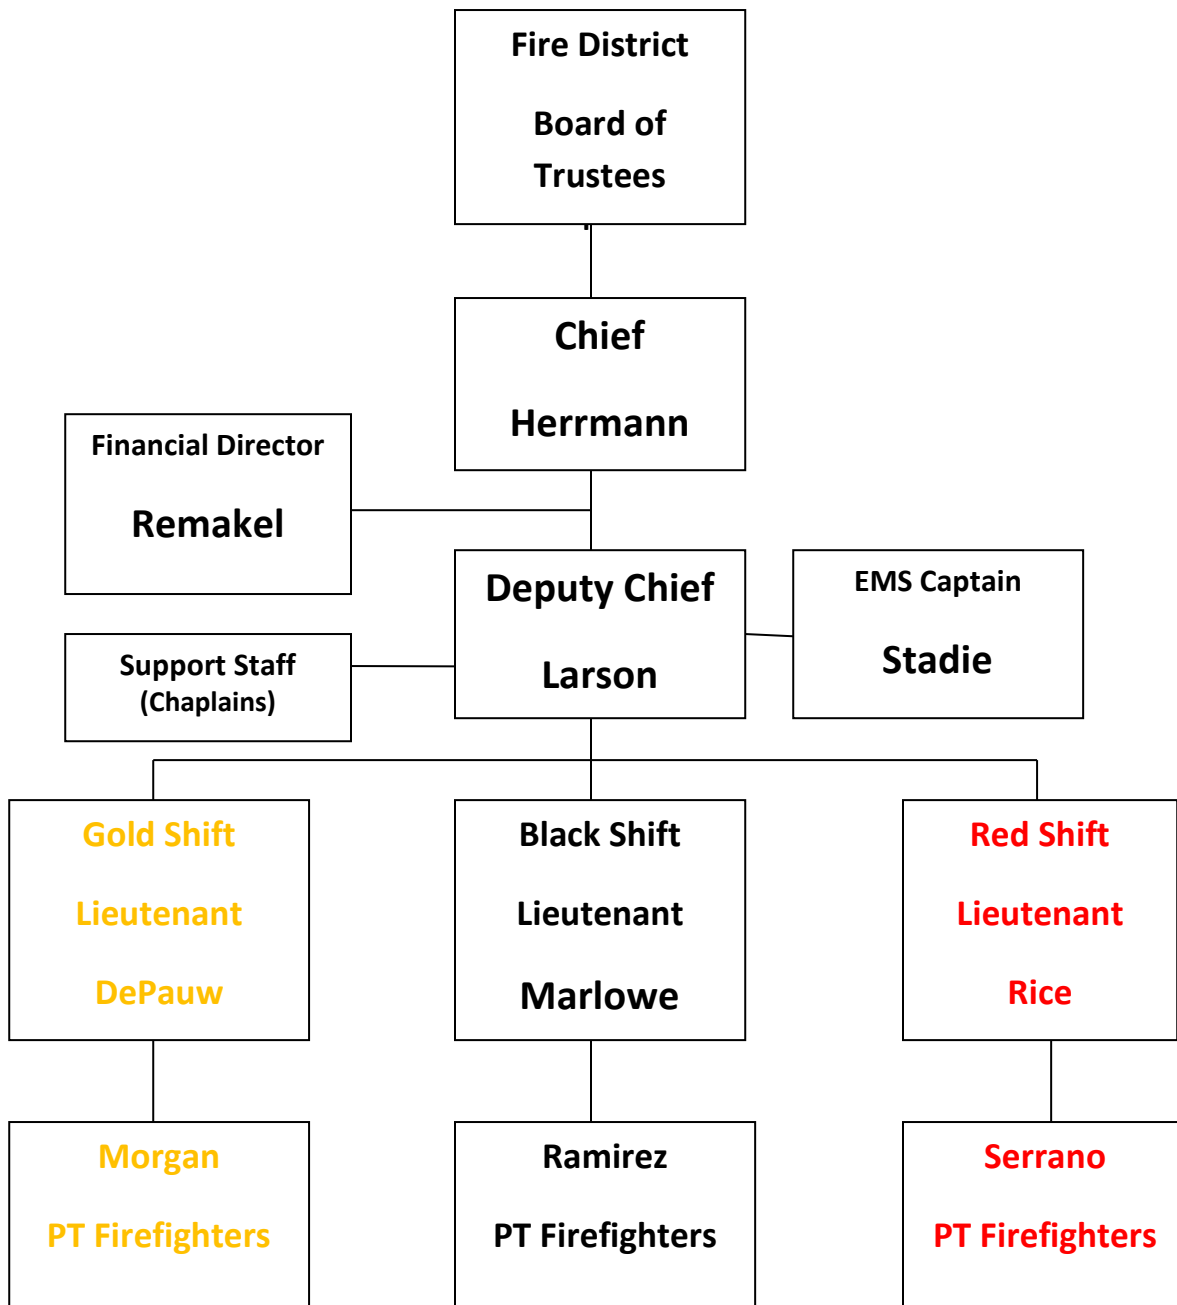 Fire District
Board of
Trustees
Chief
Herrmann
Financial Director
Remakel
Deputy Chief
Larson
EMS Captain
Stadie
Support Staff
(Chaplains)
Gold Shift
Lieutenant
DePauw
Black Shift
Lieutenant
Marlowe
Red Shift
Lieutenant
Rice
Morgan
PT Firefighters
Ramirez
PT Firefighters
Serrano
PT Firefighters